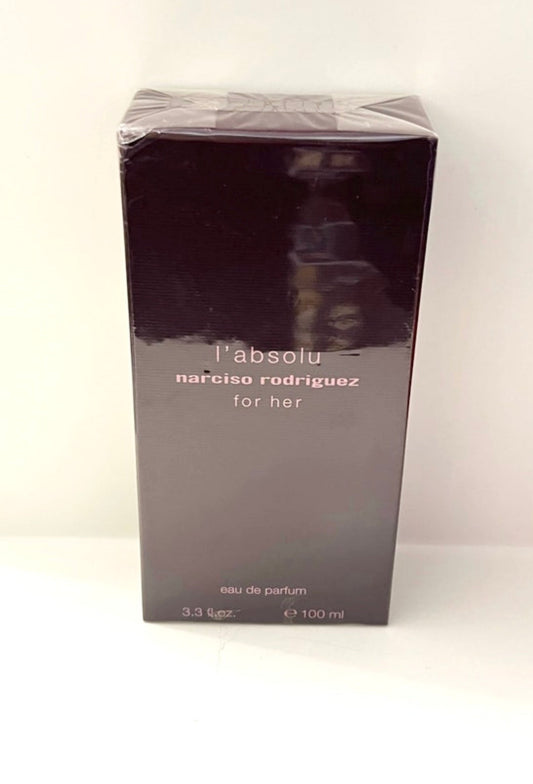 l'absolu
narciso rodriguez
for her
eau de parfum
3.3 fl.oz. ℮ 100 ml